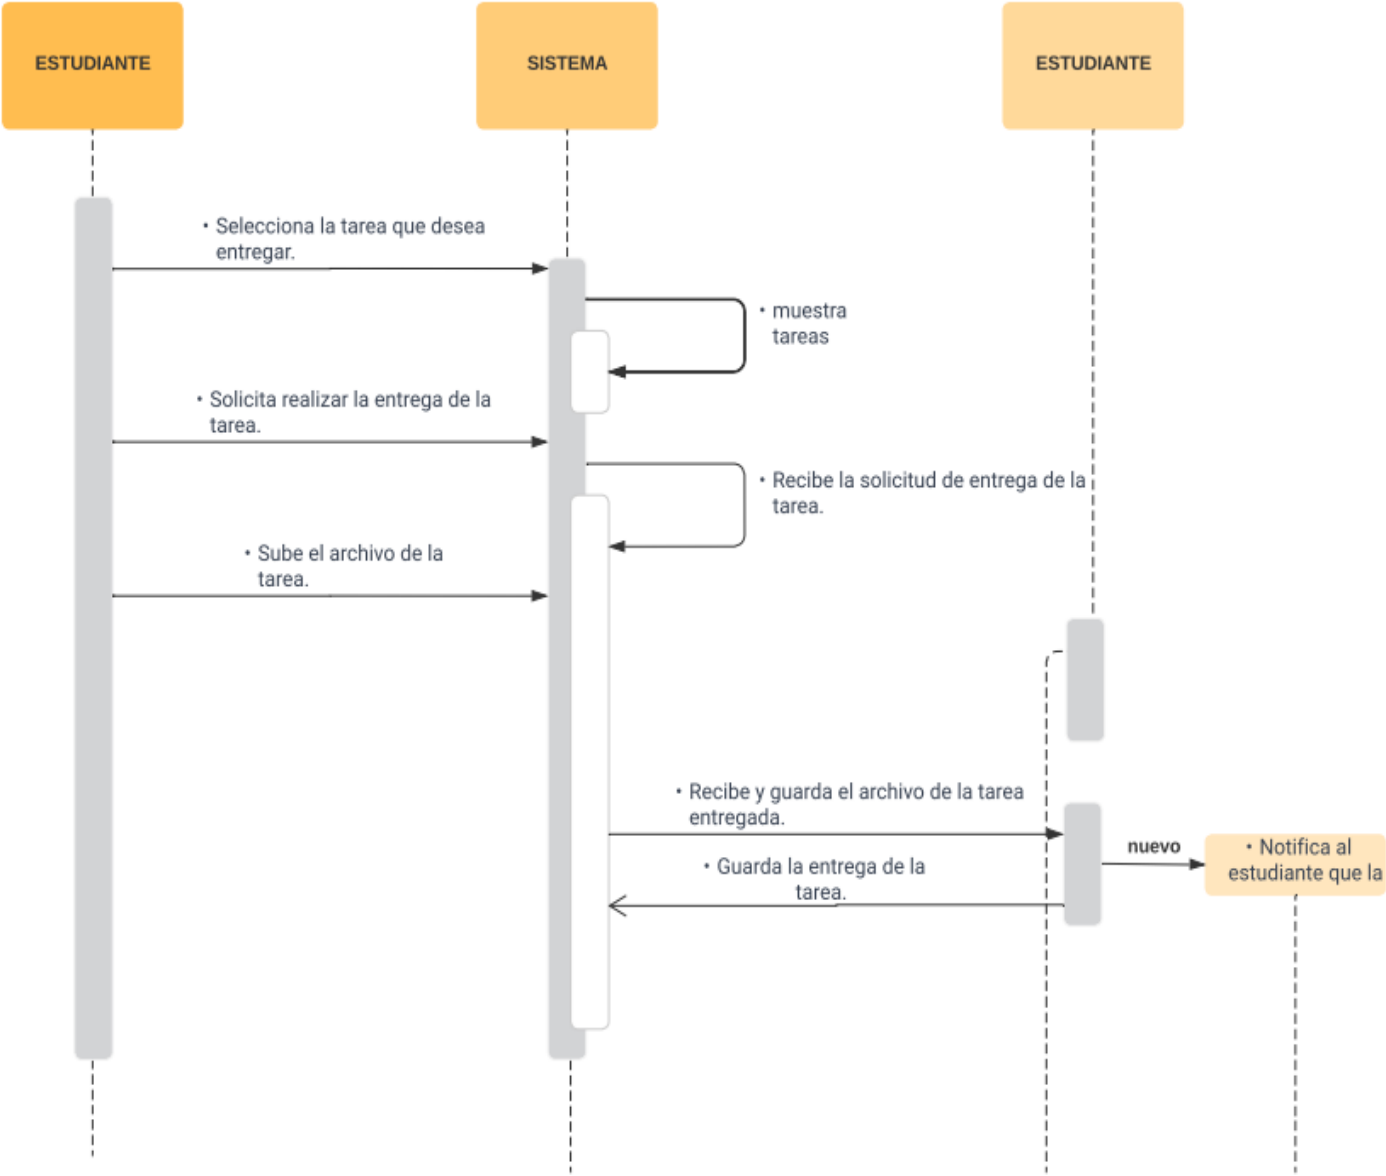 ESTUDIANTE
SISTEMA
ESTUDIANTE
• Selecciona la tarea que desea
entregar.
• muestra
tareas
• Solicita realizar la entrega de la
tarea.
• Recibe la solicitud de entrega de la
tarea.
• Sube el archivo de la
tarea.
• Recibe y guarda el archivo de la tarea
entregada.
nuevo
• Notifica al
estudiante que la
• Guarda la entrega de la
tarea.